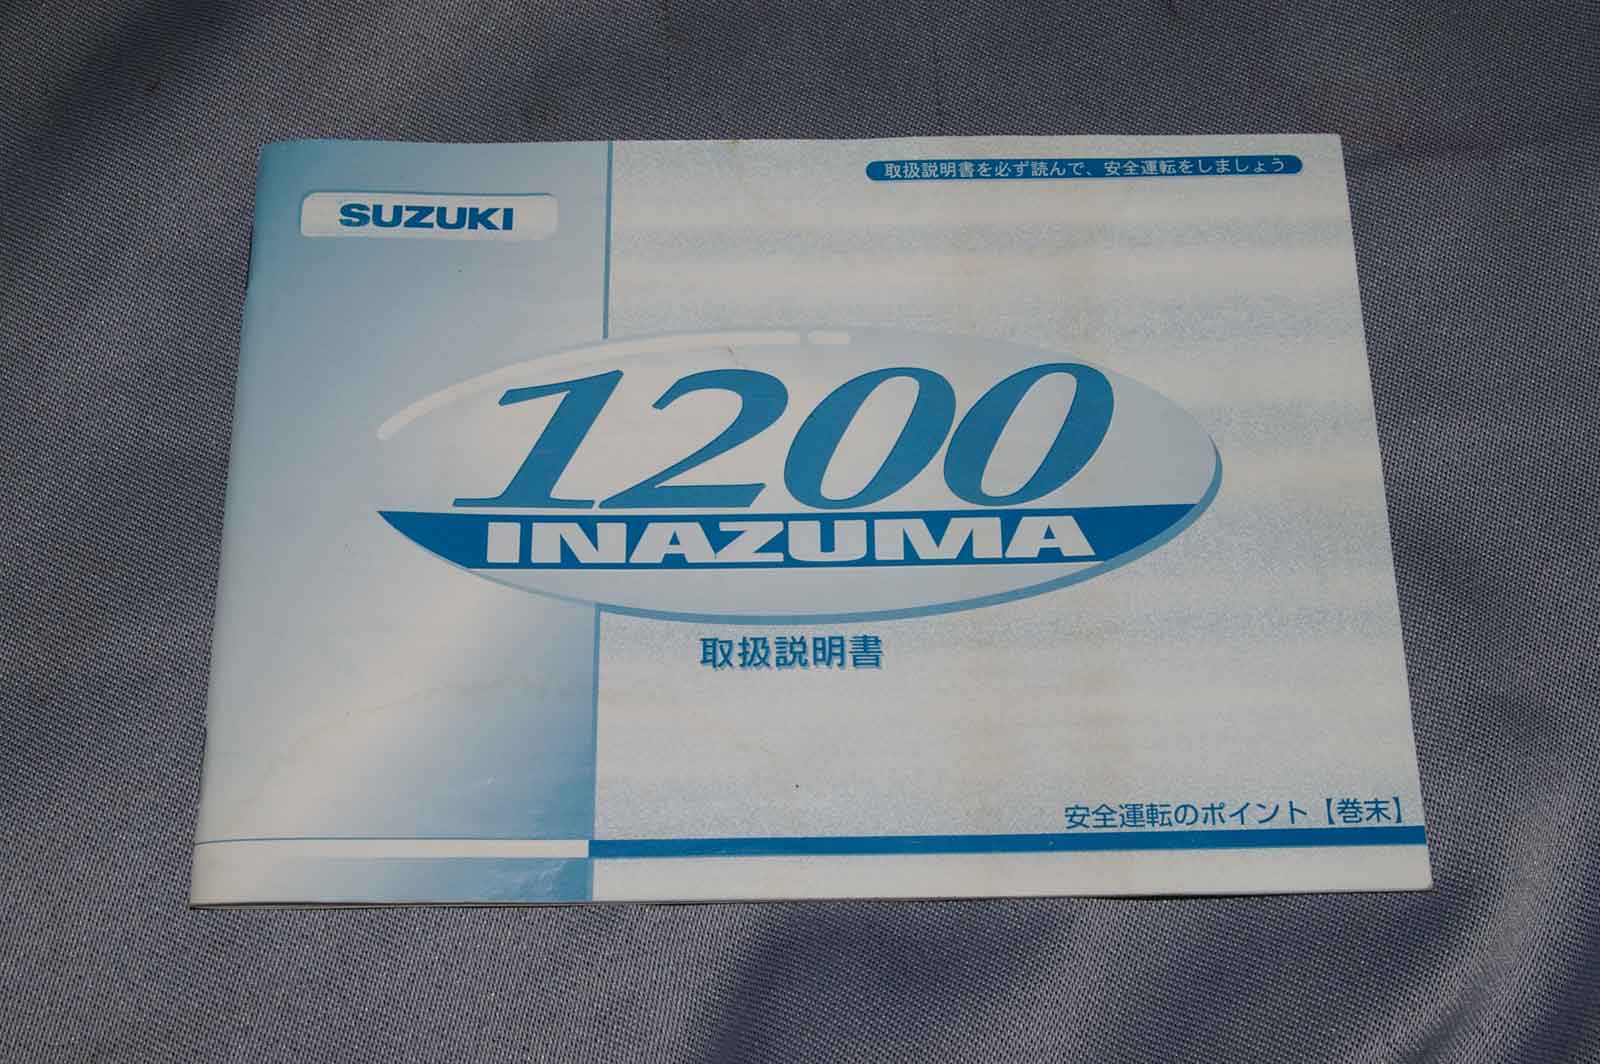 SUZUKI
取扱説明書を必ず読んで、安全運転をしましょう
1200
INAZUMA
取扱説明書
安全運転のポイント【巻末】